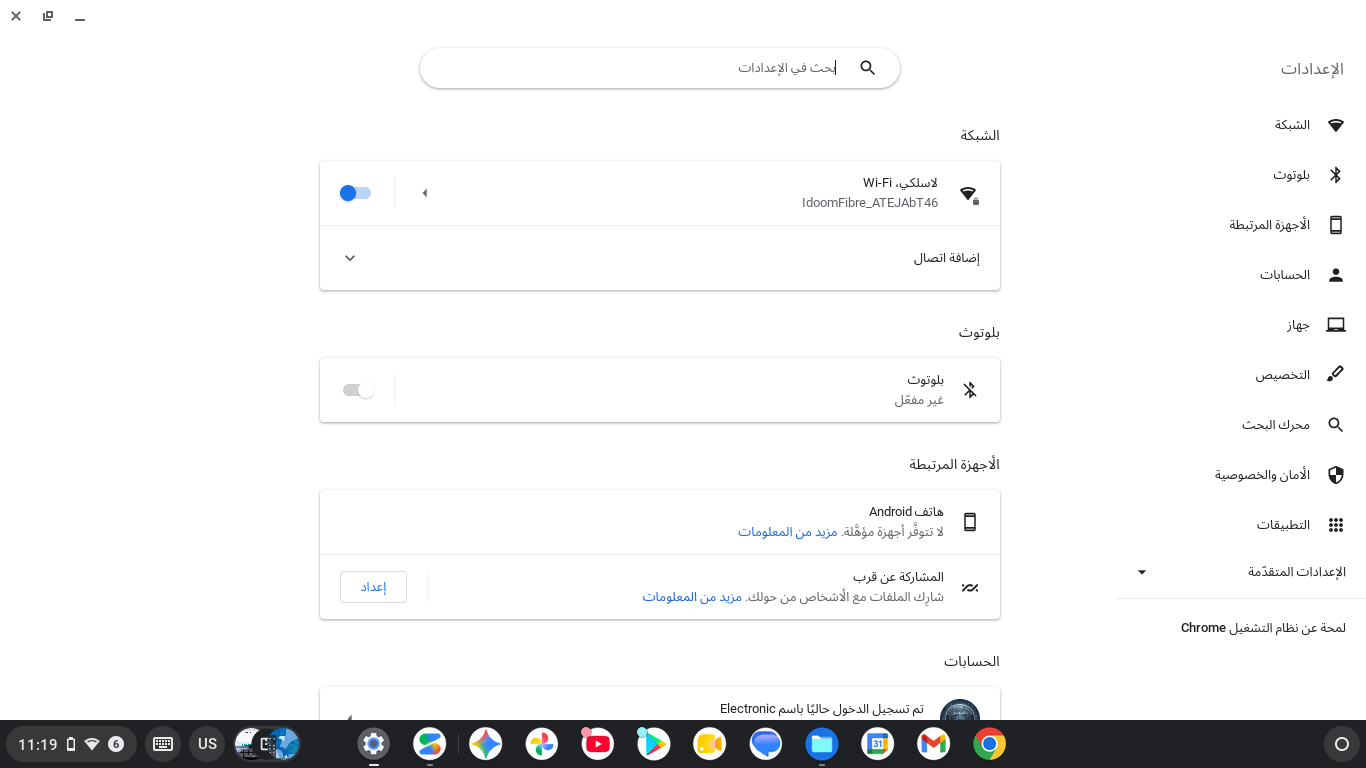 بحث في الإعدادات
الإعدادات
الشبكة
بلوتوث
الأجهزة المرتبطة
الحسابات
جهاز
التخصيص
محرك البحث
الأمان والخصوصية
التطبيقات
الإعدادات المتقدّمة
لمحة عن نظام التشغيل Chrome
الشبكة
لاسلكي، Wi-Fi
IdoomFibre_ATEJAbT46
إضافة اتصال
بلوتوث
بلوتوث
غير مفعّل
الأجهزة المرتبطة
هاتف Android
لا تتوفَّر أجهزة مؤهَّلة. مزيد من المعلومات
المشاركة عن قرب
شارِك الملفات مع الأشخاص من حولك. مزيد من المعلومات
إعداد
الحسابات
تم تسجيل الدخول حاليًا باسم Electronic
11:19
6
US
31